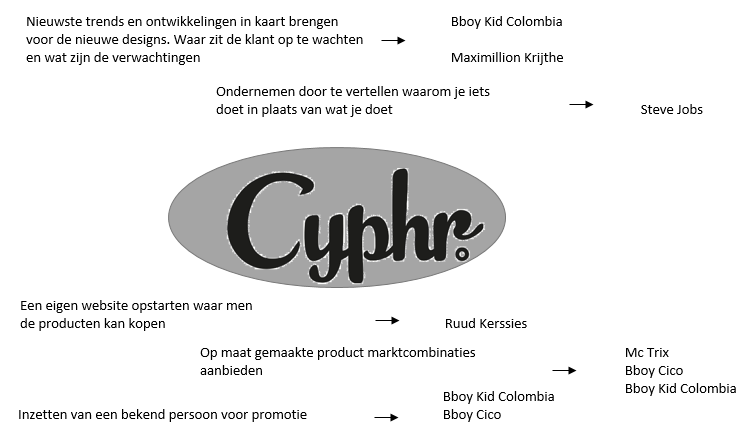 Nieuwste trends en ontwikkelingen in kaart brengen
voor de nieuwe designs. Waar zit de klant op te wachten
en wat zijn de verwachtingen
Bboy Kid Colombia
Maximillion Krijthe
Ondernemen door te vertellen waarom je iets
doet in plaats van wat je doet
Steve Jobs
Cyphr.
Een eigen website opstarten waar men
de producten kan kopen
Ruud Kerssies
Op maat gemaakte product marktcombinaties
aanbieden
Mc Trix
Bboy Cico
Bboy Kid Colombia
Inzetten van een bekend persoon voor promotie
Bboy Kid Colombia
Bboy Cico